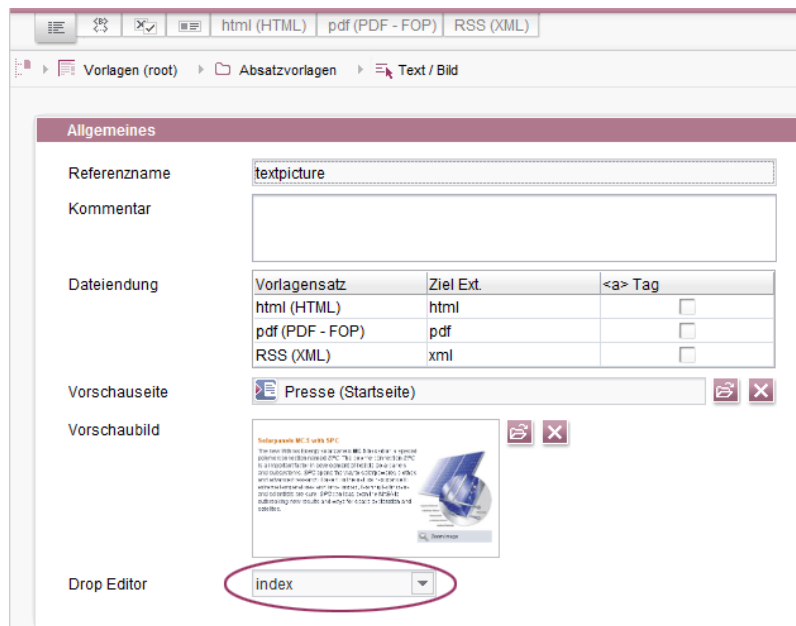 html (HTML) pdf (PDF - FOP) RSS (XML)
Vorlagen (root) Absatzvorlagen Text / Bild
Allgemeines
Referenzname textpicture
Kommentar
Dateiendung Vorlagensatz Ziel Ext. <a> Tag
html (HTML) html
pdf (PDF - FOP) pdf
RSS (XML) xml
Vorschauseite Presse (Startseite)
Vorschaubild
Solarpanels MC.3 with SPC
Zoom image
Drop Editor index